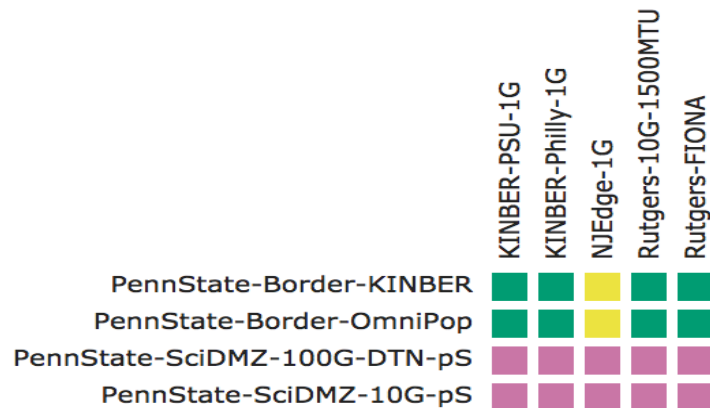 KINBER-PSU-1G
KINBER-Philly-1G
NJEdge-1G
Rutgers-10G-1500MTU
Rutgers-FIONA
PennState-Border-KINBER
PennState-Border-OmniPop
PennState-SciDMZ-100G-DTN-pS
PennState-SciDMZ-10G-pS